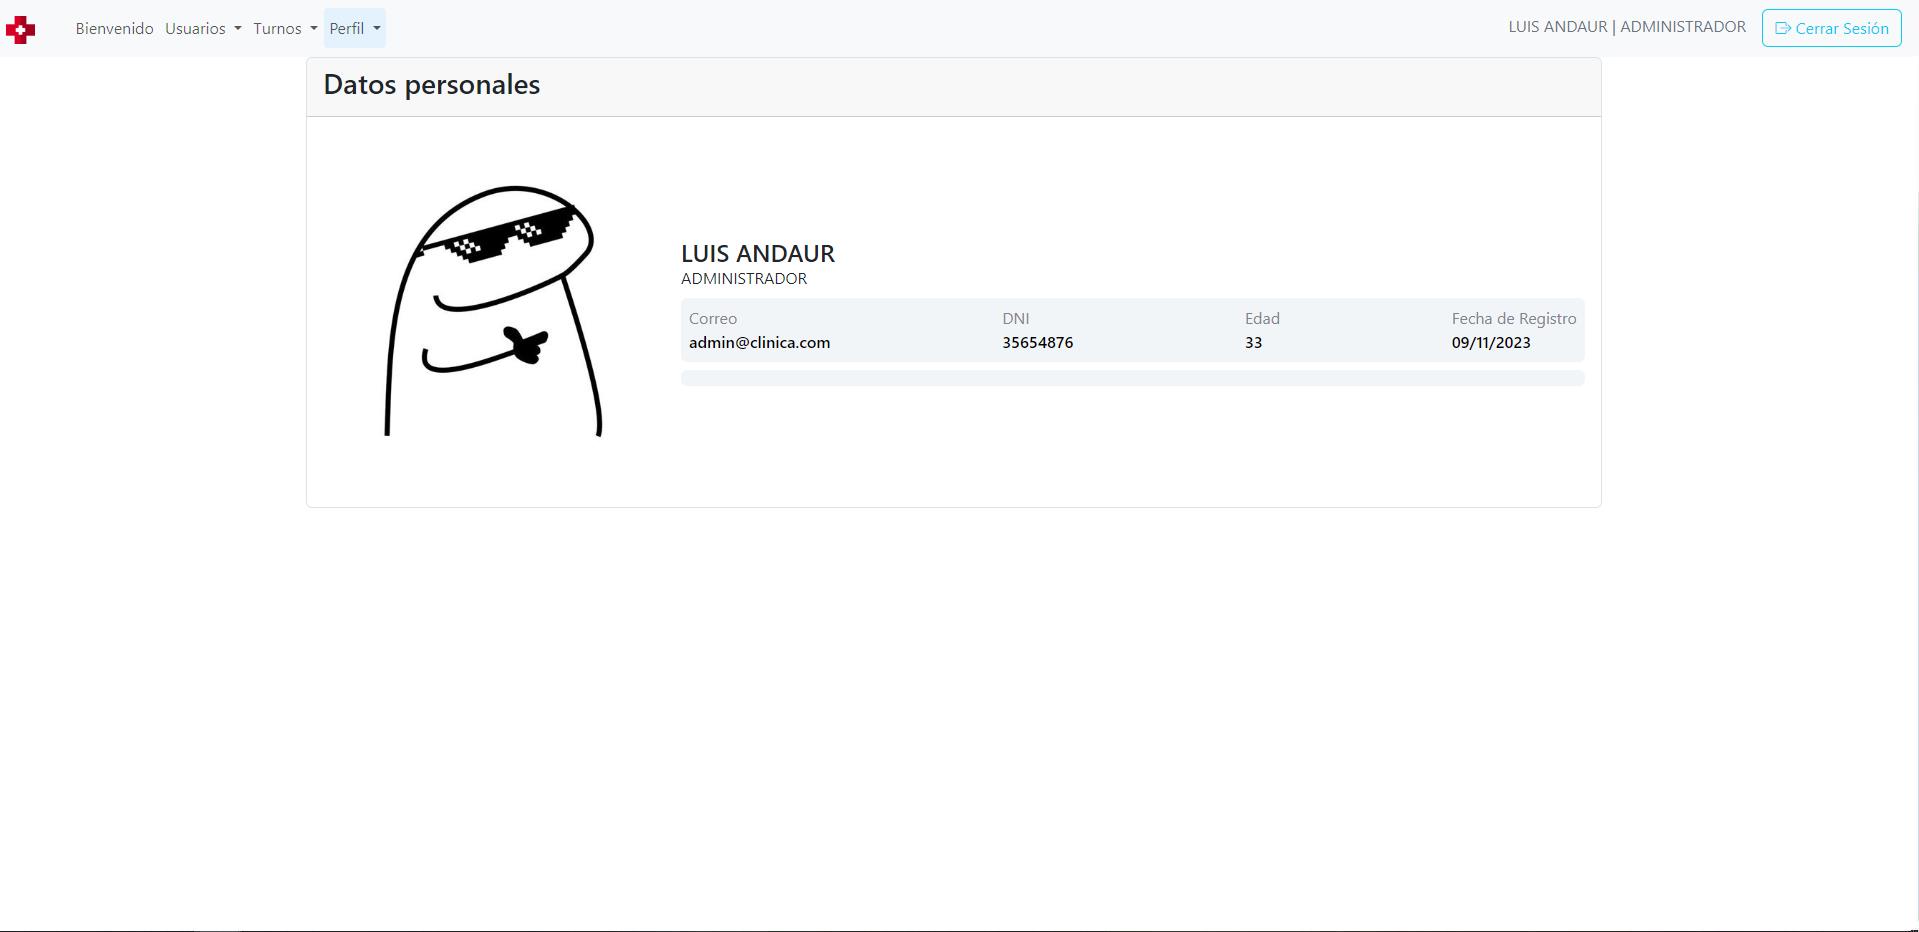 Bienvenido Usuarios Turnos Perfil LUIS ANDAUR | ADMINISTRADOR Cerrar Sesión
Datos personales
LUIS ANDAUR
ADMINISTRADOR
Correo DNI Edad Fecha de Registro
admin@clinica.com 35654876 33 09/11/2023